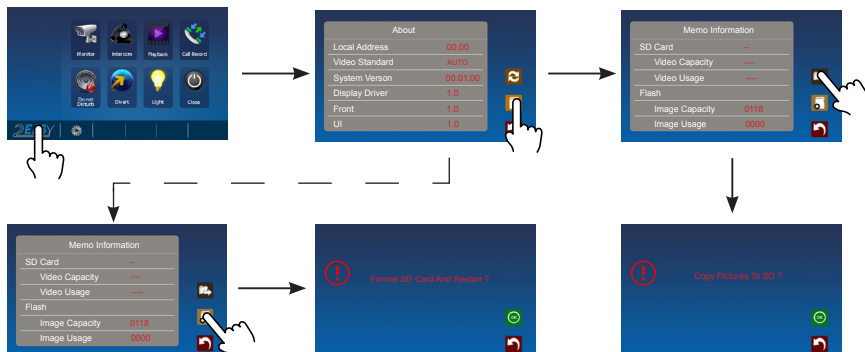 Monitor
Intercom
Playback
Call Record
Do not
Disturb
Divert
Light
Close
About
Local Address 00.00
Video Standard AUTO
System Verson 00.01.00
Display Driver 1.0
Front 1.0
UI 1.0
Memo Information
SD Card --
Video Capacity ----
Video Usage ----
Flash
Image Capacity 0118
Image Usage 0000
Memo Information
SD Card --
Video Capacity ----
Video Usage ----
Flash
Image Capacity 0118
Image Usage 0000
! Format SD Card And Restart ?
OK
! Copy Pictures To SD ?
OK